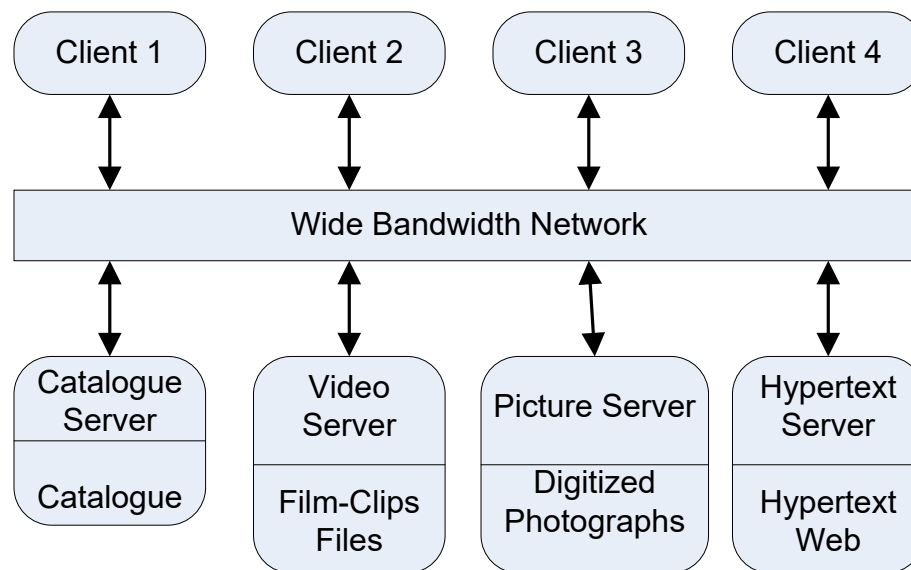 Client 1
Client 2
Client 3
Client 4
Wide Bandwidth Network
Catalogue
Server
Catalogue
Video
Server
Film-Clips
Files
Picture Server
Digitized
Photographs
Hypertext
Server
Hypertext
Web